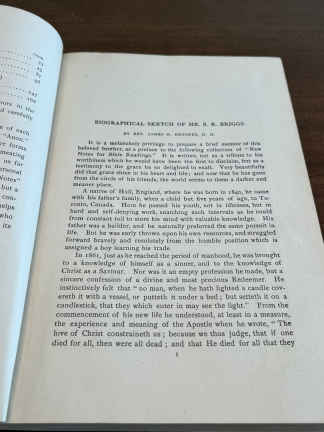 BIOGRAPHICAL SKETCH OF MR. S. R. BRIGGS
BY REV. JAMES H. BROOKES, D. D.
It is a melancholy privilege to prepare a brief memoir of this
beloved brother, as a preface to the following collection of "New
Notes for Bible Readings." It is written, not as a tribute to his
worthiness which he would have been the first to disclaim, but as a
testimony to the grace he so delighted to exalt. Very beautifully
did that grace shine in his heart and life; and now that he has gone
from the circle of his friends, the world seems to them a darker and
meaner place.
A native of Hull, England, where he was born in 1840, he came
with his father's family, when a child but five years of age, to To-
ronto, Canada. Here he passed his youth, not in idleness, but in
hard and self-denying work, snatching such intervals as he could
from constant toil to store his mind with valuable knowledge. His
father was a builder, and he naturally preferred the same pursuit in
life. But he was early thrown upon his own resources, and struggled
forward bravely and resolutely from the humble position which is
assigned to a boy learning his trade.
In 1861, just as he reached the period of manhood, he was brought
to a knowledge of himself as a sinner, and to the knowledge of
Christ as a Saviour. Nor was it an empty profession he made, but a
sincere confession of a divine and most precious Redeemer. He
instinctively felt that "no man, when he hath lighted a candle cov-
ereth it with a vessel, or putteth it under a bed; but setteth it on a
candlestick, that they which enter in may see the light." From the
commencement of his new life he understood, at least in a measure,
the experience and meaning of the Apostle when he wrote, "The
love of Christ constraineth us; because we thus judge, that if one
died for all, then were all dead; and that He died for all that they